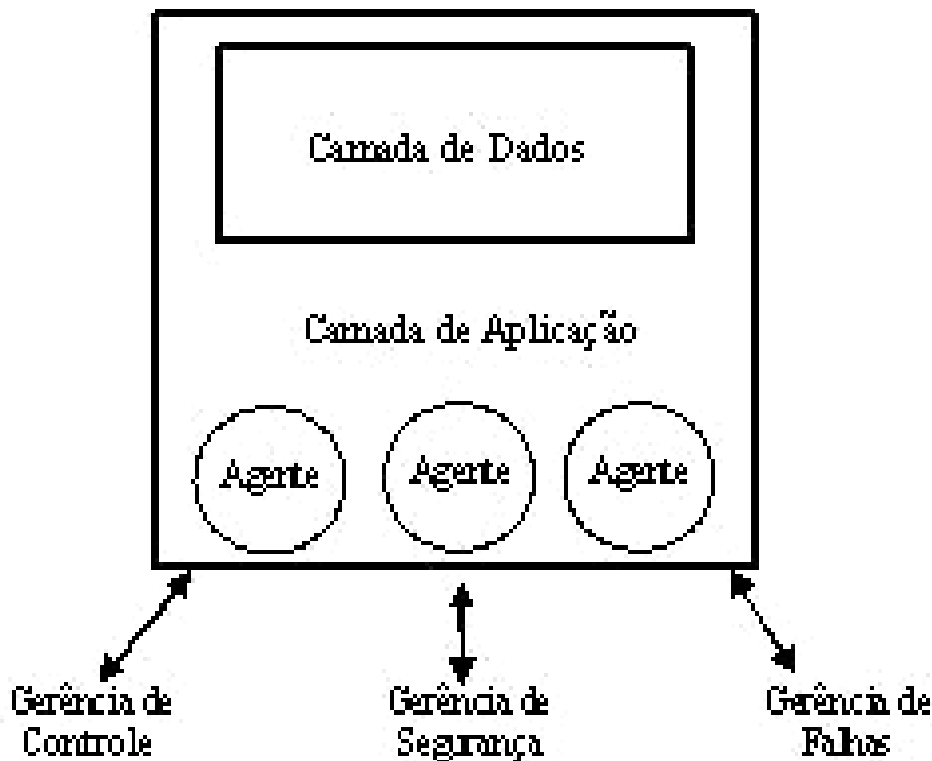 Camada de Dados
Camada de Aplicação
Agente
Agente
Agente
Gerência de
Controle
Gerência de
Segurança
Gerência de
Falhas